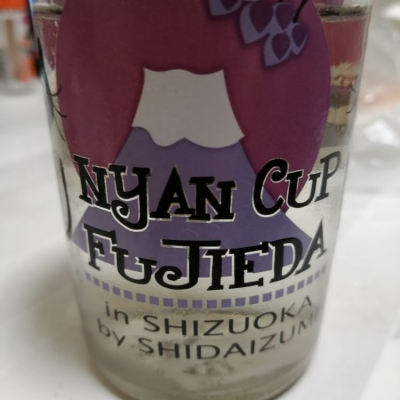 NYAN CUP
FUJIEDA
in SHIZUOKA
by SHIDAIZUMI